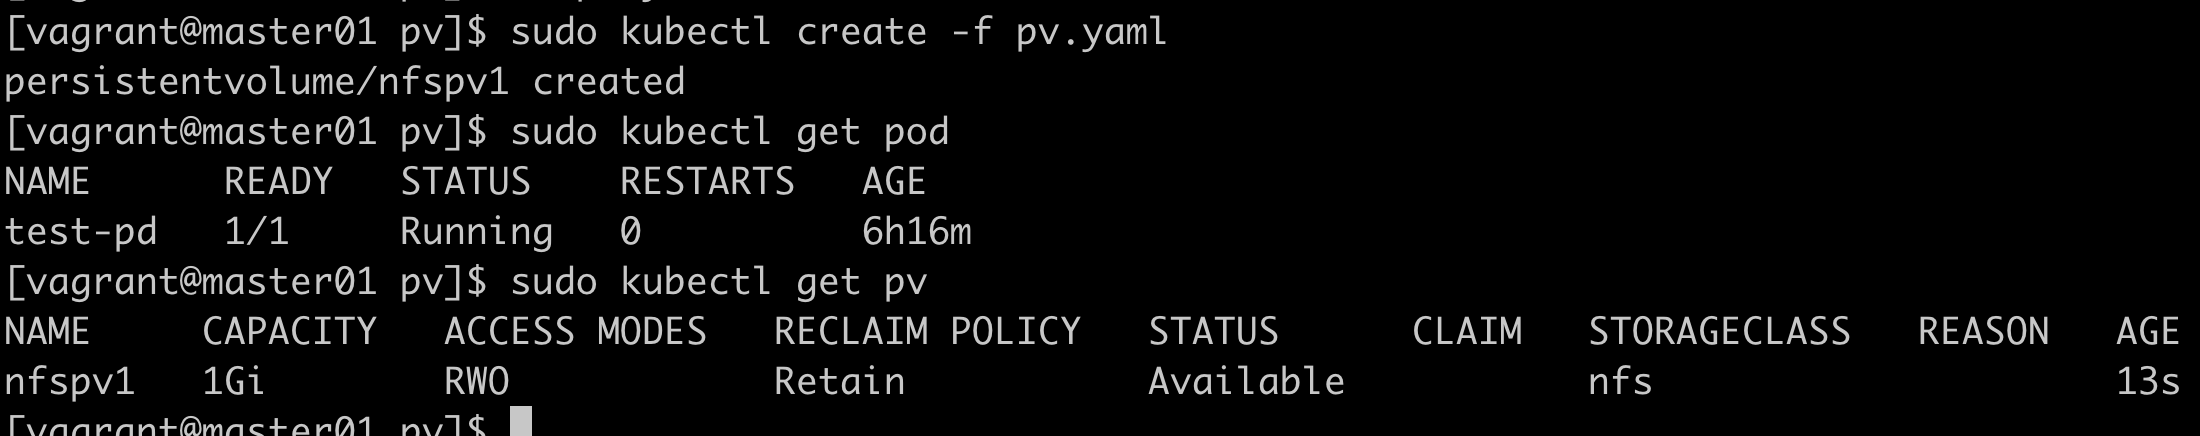 [vagrant@master01 pv]$ sudo kubectl create -f pv.yaml
persistentvolume/nfspv1 created
[vagrant@master01 pv]$ sudo kubectl get pod
NAME      READY   STATUS    RESTARTS   AGE
test-pd   1/1     Running   0          6h16m
[vagrant@master01 pv]$ sudo kubectl get pv
NAME     CAPACITY   ACCESS MODES   RECLAIM POLICY   STATUS      CLAIM   STORAGECLASS   REASON   AGE
nfspv1   1Gi        RWO            Retain           Available           nfs                     13s
[vagrant@master01 pv]$